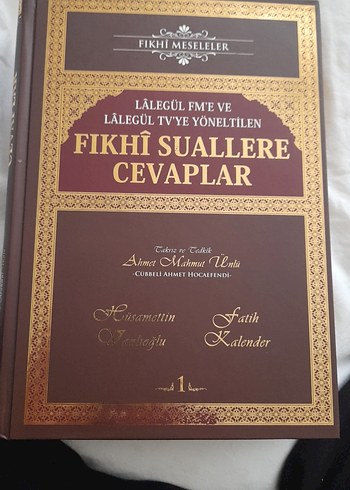 FIKHÎ MESELELER
LÂLEGÜL FM'E VE
LÂLEGÜL TV'YE YÖNELTİLEN
FIKHÎ SUALLERE
CEVAPLAR
Takriz ve Tedkik
Ahmet Mahmut Ünlü
-CÜBBELİ AHMET HOCAEFENDİ-
Hüsamettin Fatih
Kalender
1